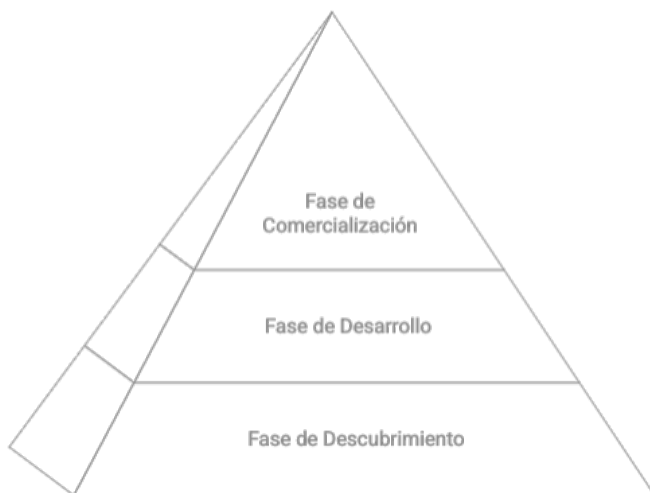 Fase de
Comercialización
Fase de Desarrollo
Fase de Descubrimiento